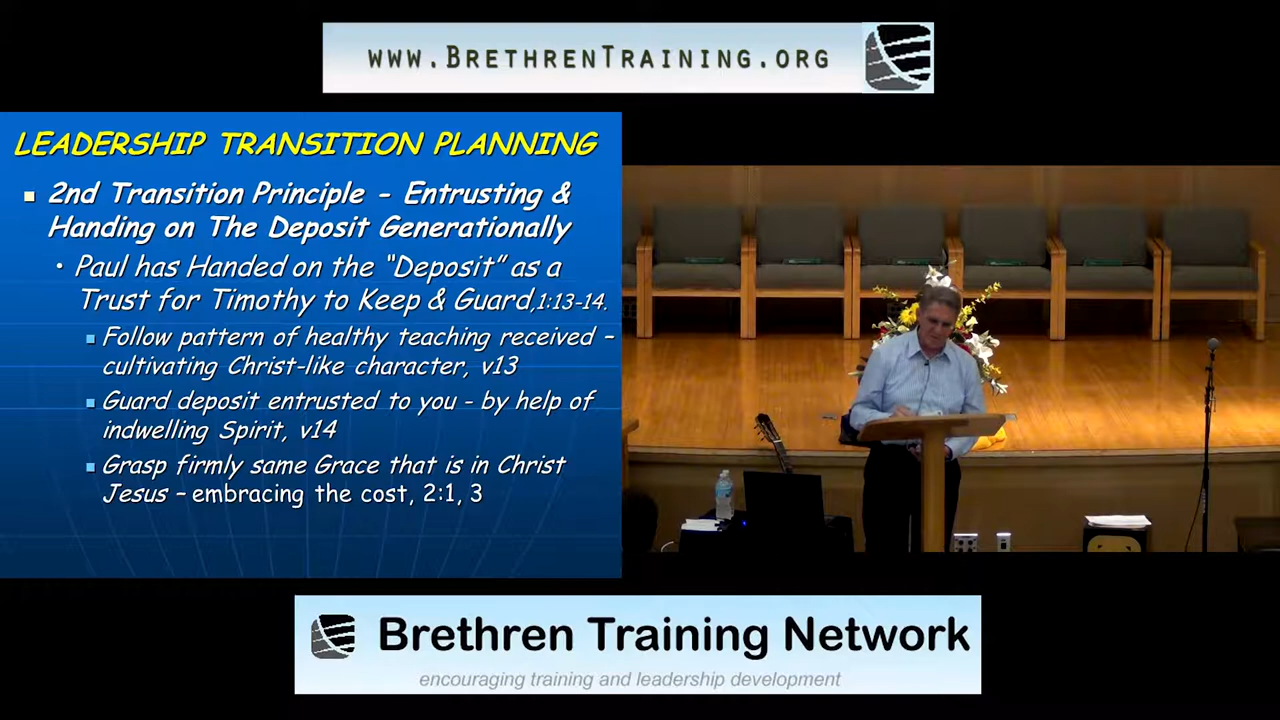 www.BrethrenTraining.org
LEADERSHIP TRANSITION PLANNING
2nd Transition Principle - Entrusting &
Handing on The Deposit Generationally
Paul has Handed on the “Deposit” as a
Trust for Timothy to Keep & Guard,1:13-14.
Follow pattern of healthy teaching received –
cultivating Christ-like character, v13
Guard deposit entrusted to you - by help of
indwelling Spirit, v14
Grasp firmly same Grace that is in Christ
Jesus – embracing the cost, 2:1, 3
Brethren Training Network
encouraging training and leadership development